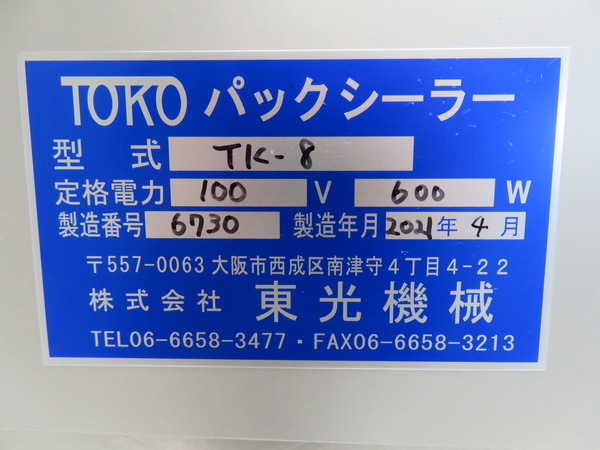 TOKO パックシーラー
型式 TK-8
定格電力 100 V 600 W
製造番号 6730 製造年月 2021年 4月
〒557-0063 大阪市西成区南津守4丁目4-22
株式会社 東光機械
TEL06-6658-3477・FAX06-6658-3213